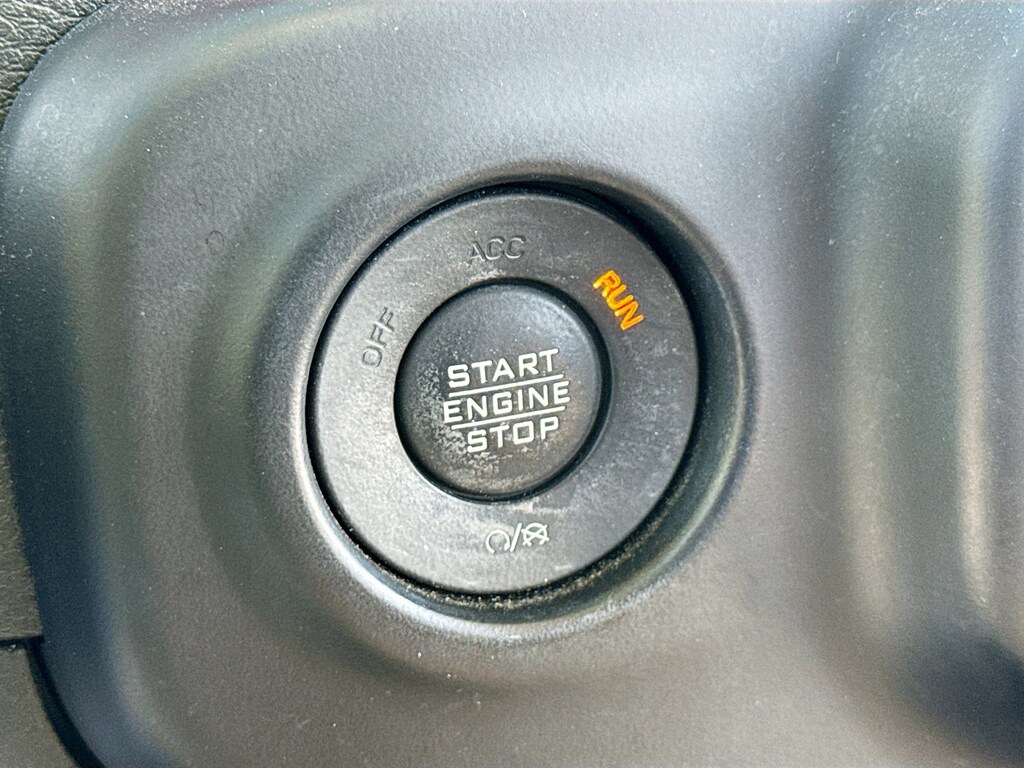 ACC
RUN
OFF
START
ENGINE
STOP